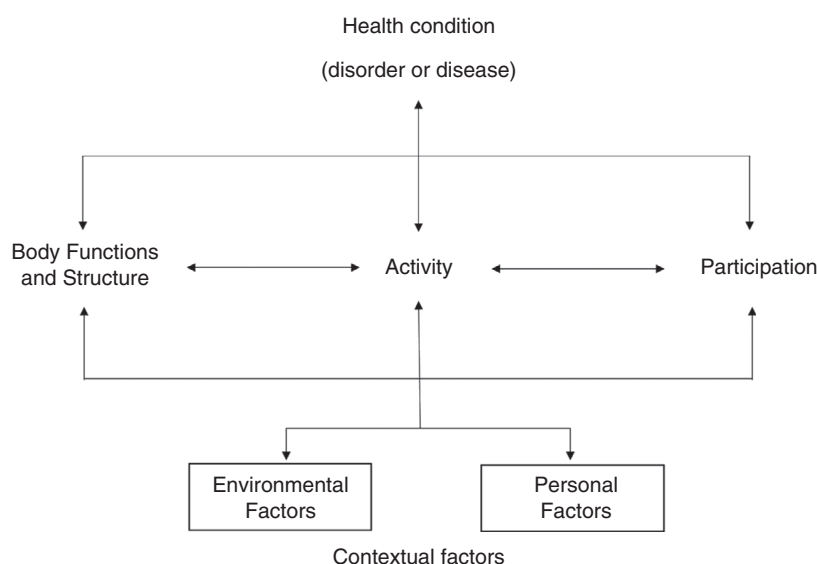 Health condition
(disorder or disease)
Body Functions
and Structure
Activity
Participation
Environmental
Factors
Personal
Factors
Contextual factors